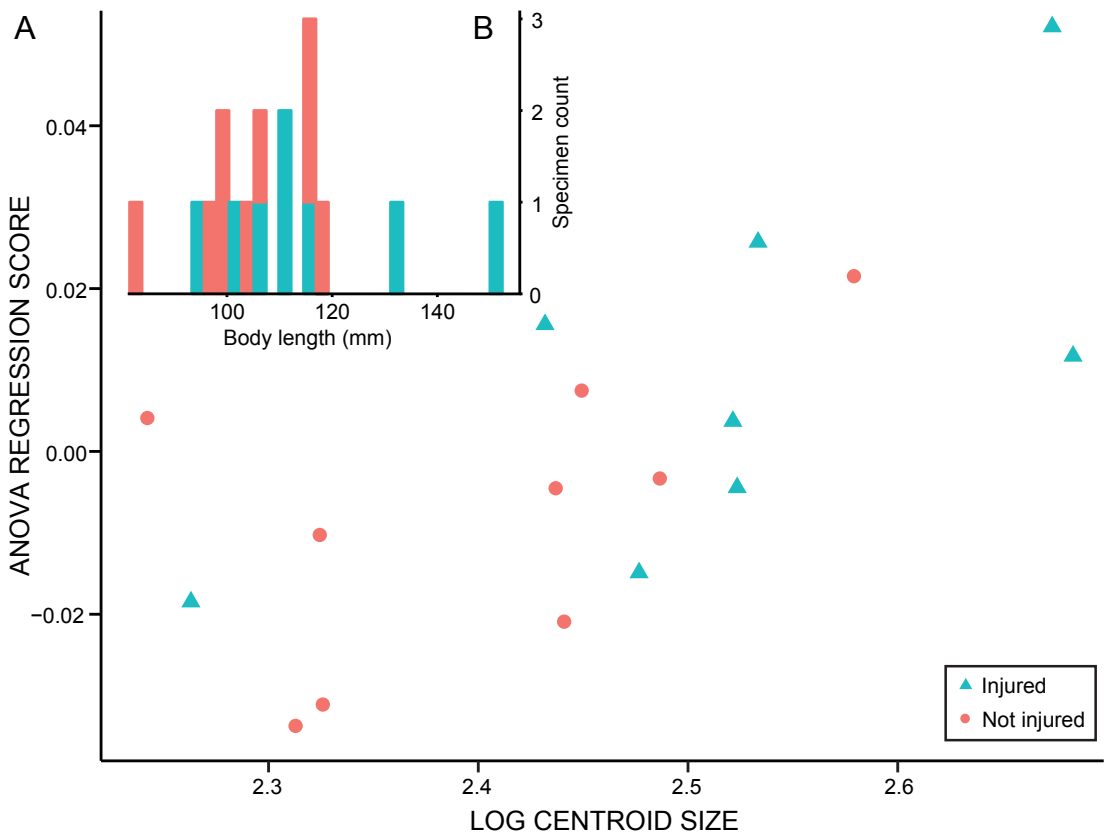 A
B
3
2
1
0
Specimen count
100 120 140
Body length (mm)
0.04
0.02
0.00
−0.02
ANOVA REGRESSION SCORE
Injured
Not injured
2.3 2.4 2.5 2.6
LOG CENTROID SIZE